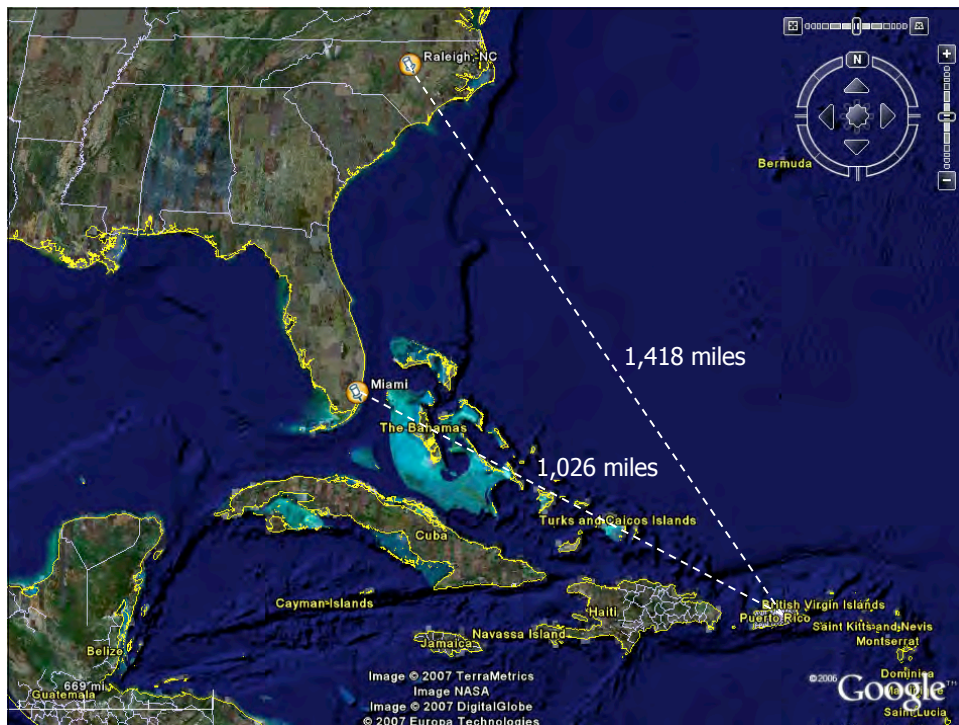 Raleigh, NC
N
Bermuda
1,418 miles
Miami
The Bahamas
1,026 miles
Turks and Caicos Islands
Cuba
Cayman Islands
Haiti
British Virgin Islands
Puerto Rico
Saint Kitts and Nevis
Navassa Island
Jamaica
Montserrat
Belize
Dominica
669 mi
Guatemala
Image © 2007 TerraMetrics
Image NASA
Image © 2007 DigitalGlobe
© 2007 Europa Technologies
©2006 Google™
Saint Lucia